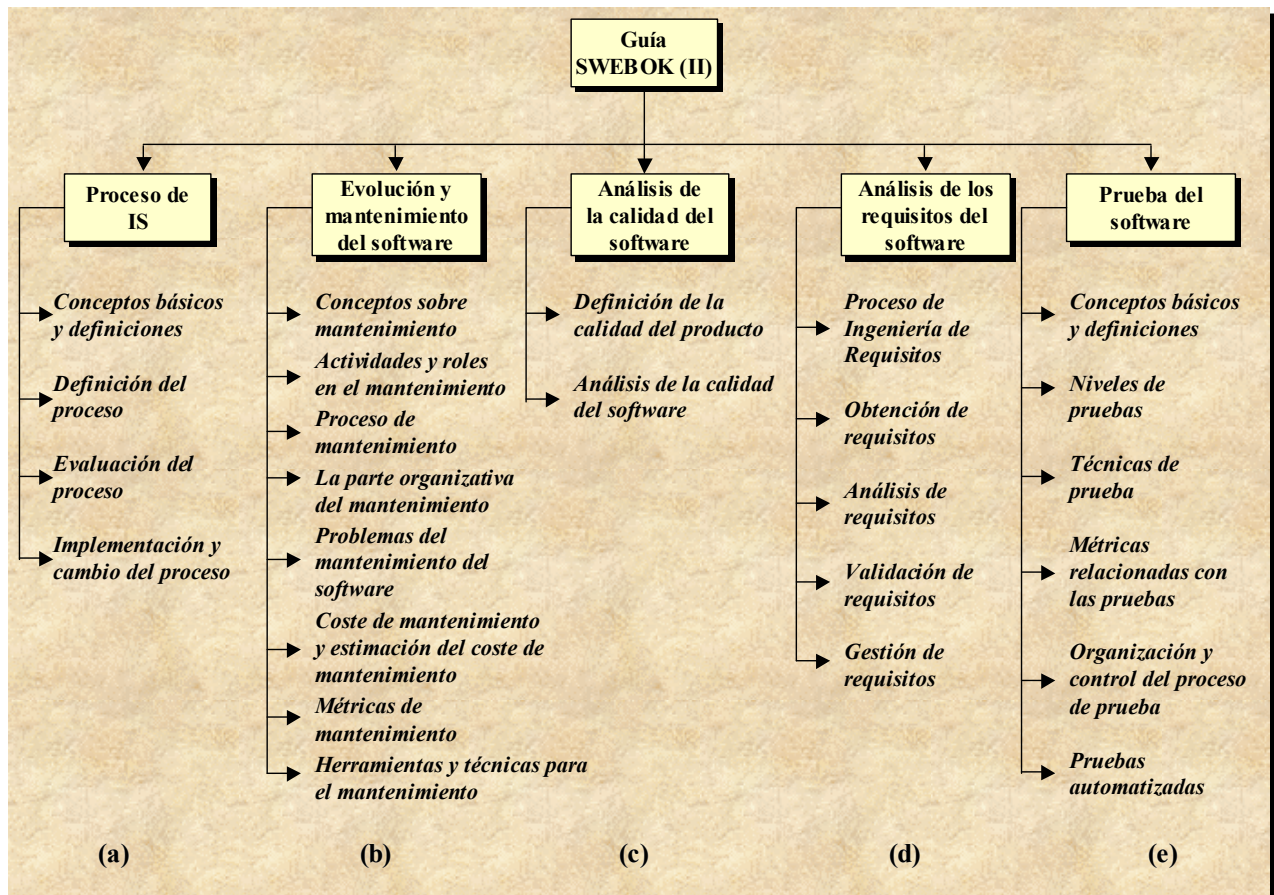 Guía
SWEBOK (II)
Proceso de
IS
Conceptos básicos
y definiciones
Definición del
proceso
Evaluación del
proceso
Implementación y
cambio del proceso
(a)
Evolución y
mantenimiento
del software
Conceptos sobre
mantenimiento
Actividades y roles
en el mantenimiento
Proceso de
mantenimiento
La parte organizativa
del mantenimiento
Problemas del
mantenimiento del
software
Coste de mantenimiento
y estimación del coste de
mantenimiento
Métricas de
mantenimiento
Herramientas y técnicas para
el mantenimiento
(b)
Análisis de
la calidad del
software
Definición de la
calidad del producto
Análisis de la calidad
del software
(c)
Análisis de los
requisitos del
software
Proceso de
Ingeniería de
Requisitos
Obtención de
requisitos
Análisis de
requisitos
Validación de
requisitos
Gestión de
requisitos
(d)
Prueba del
software
Conceptos básicos
y definiciones
Niveles de
pruebas
Técnicas de
prueba
Métricas
relacionadas con
las pruebas
Organización y
control del proceso
de prueba
Pruebas
automatizadas
(e)